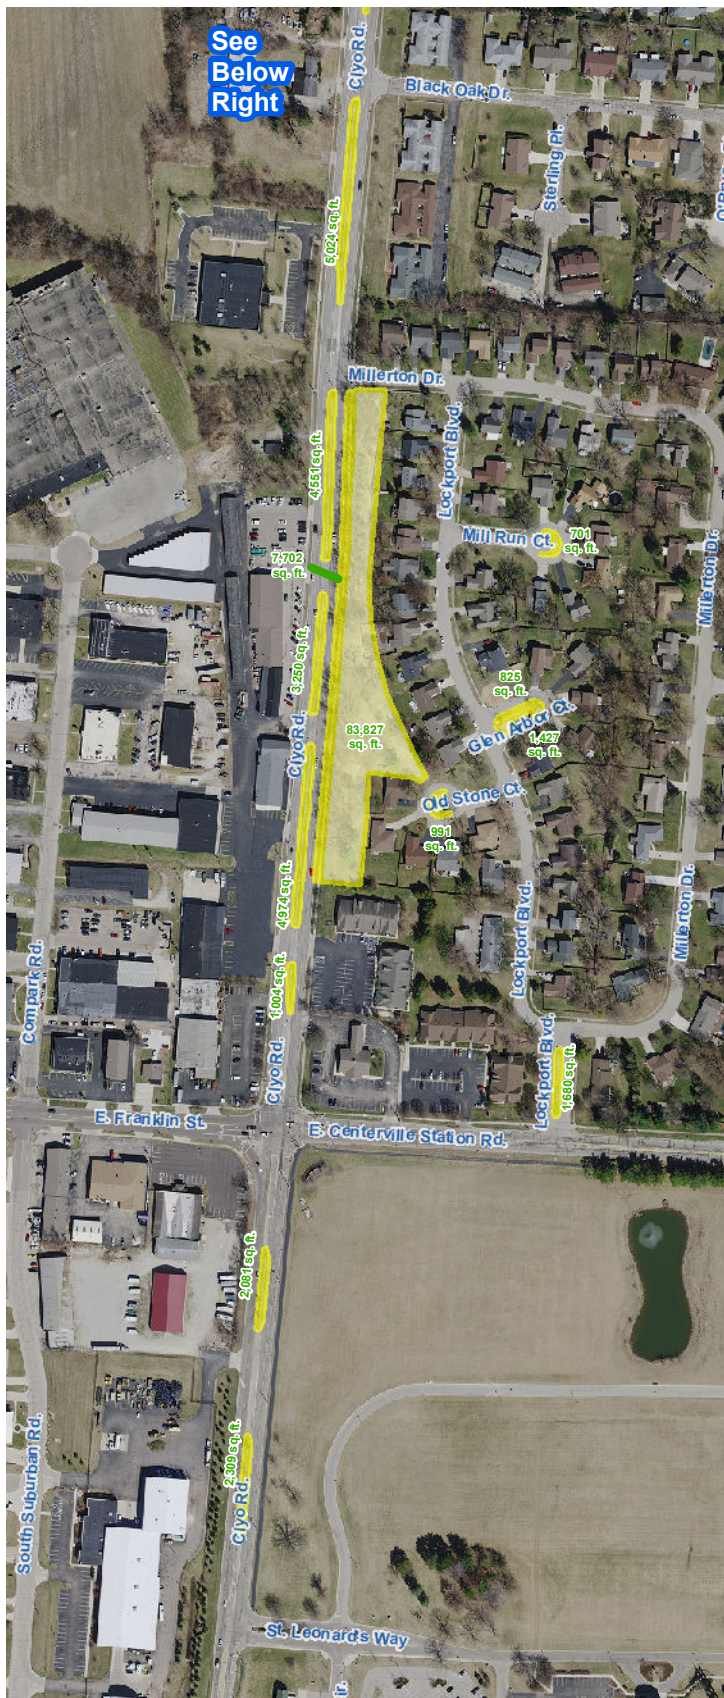 See
Below
Right
Clyo Rd.
Black Oak Dr.
Sterling Pl.
5,024 sq. ft.
Millerton Dr.
Lockport Blvd.
4,551 sq. ft.
Mill Run Ct.
701
sq. ft.
Millerton Dr.
7,702
sq. ft.
3,250 sq. ft.
825
sq. ft.
Glen Arbor Ct.
1,427
sq. ft.
83,827
sq. ft.
Clyo Rd.
Old Stone Ct.
991
sq. ft.
4,974 sq. ft.
Millerton Dr.
Lockport Blvd.
Compark Rd.
1,004 sq. ft.
Clyo Rd.
Lockport Blvd.
1,680 sq. ft.
E. Franklin St.
E. Centerville Station Rd.
2,081 sq. ft.
2,309 sq. ft.
Clyo Rd.
South Suburban Rd.
St. Leonard's Way
ir.